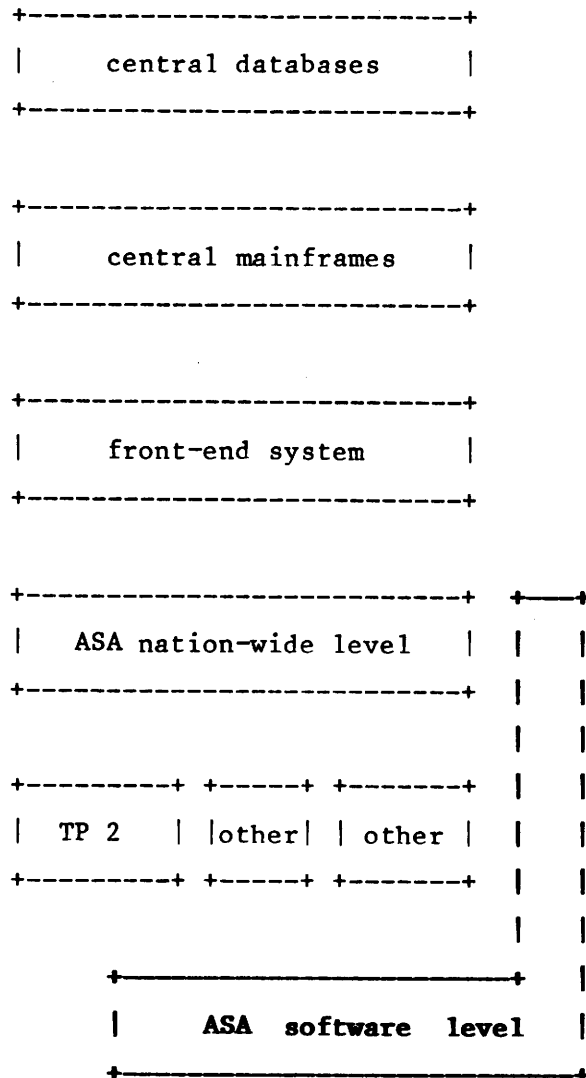 central databases
central mainframes
front-end system
ASA nation-wide level
TP 2 other other
ASA software level